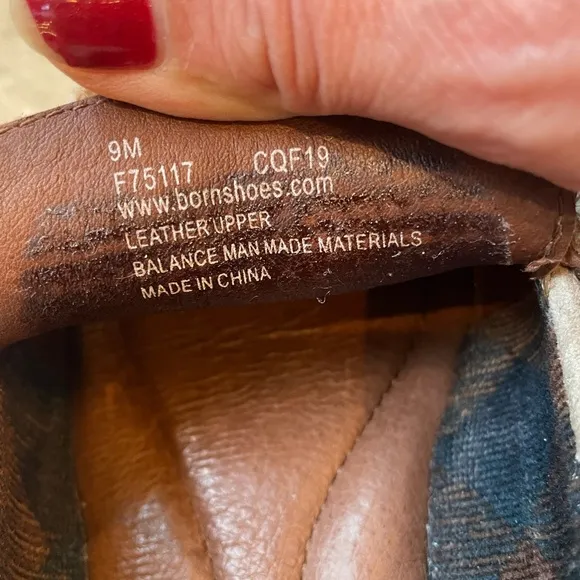 9M
F75117 CQF19
www.bornshoes.com
LEATHER UPPER
BALANCE MAN MADE MATERIALS
MADE IN CHINA